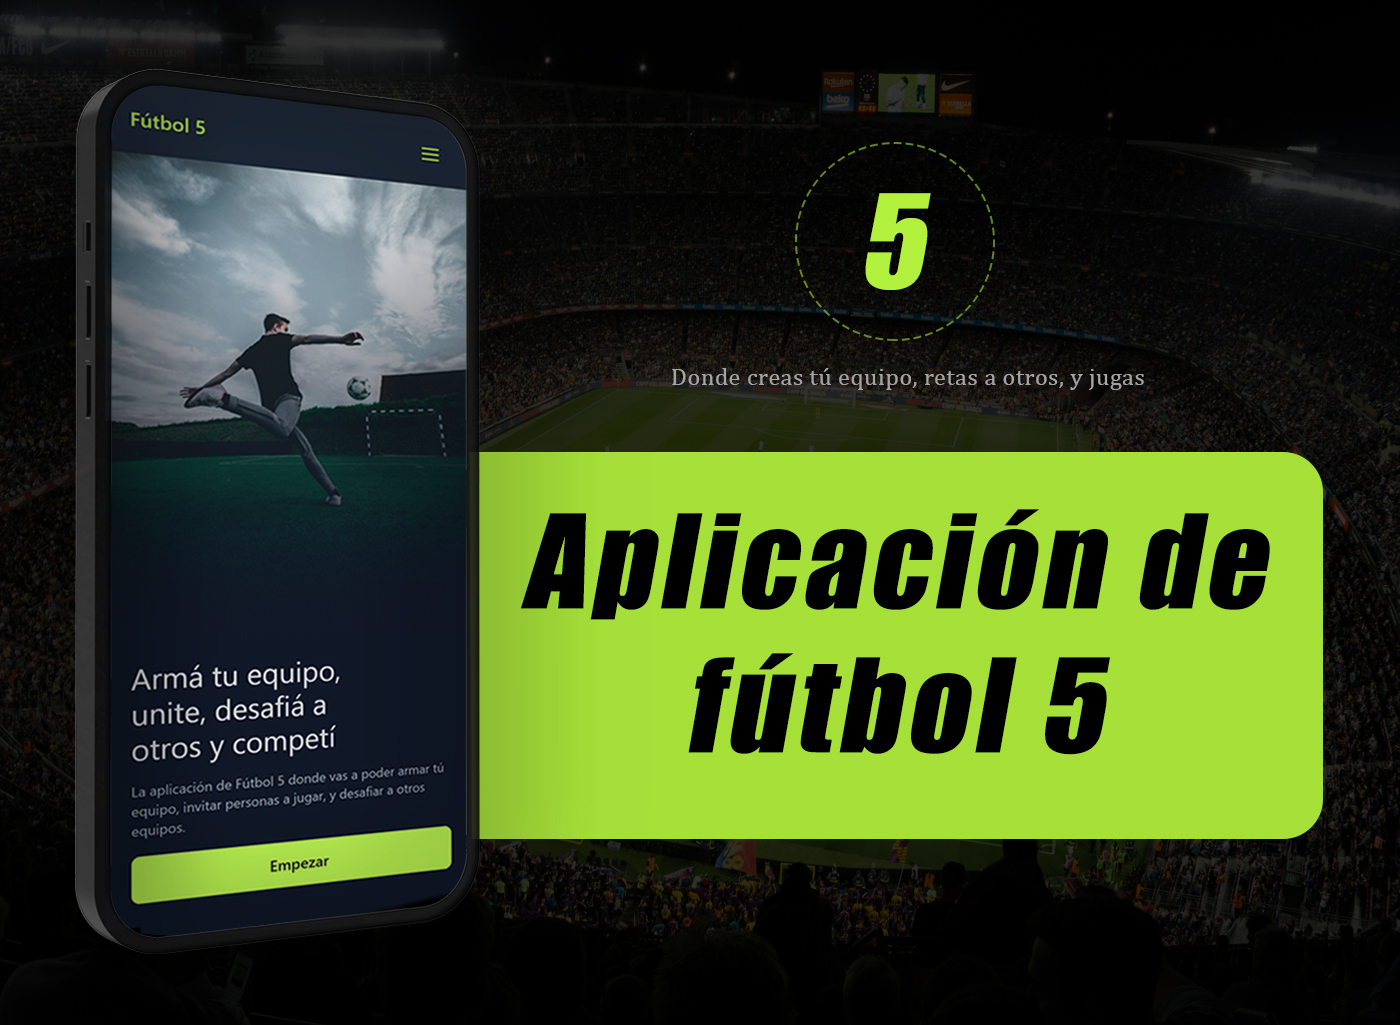 Fútbol 5
Armá tu equipo,
unite, desafiá a
otros y competí
La aplicación de Fútbol 5 donde vas a poder armar tú
equipo, invitar personas a jugar, y desafiar a otros
equipos.
Empezar
Rakuten
beko
5
Donde creas tú equipo, retas a otros, y jugas
Aplicación de
fútbol 5